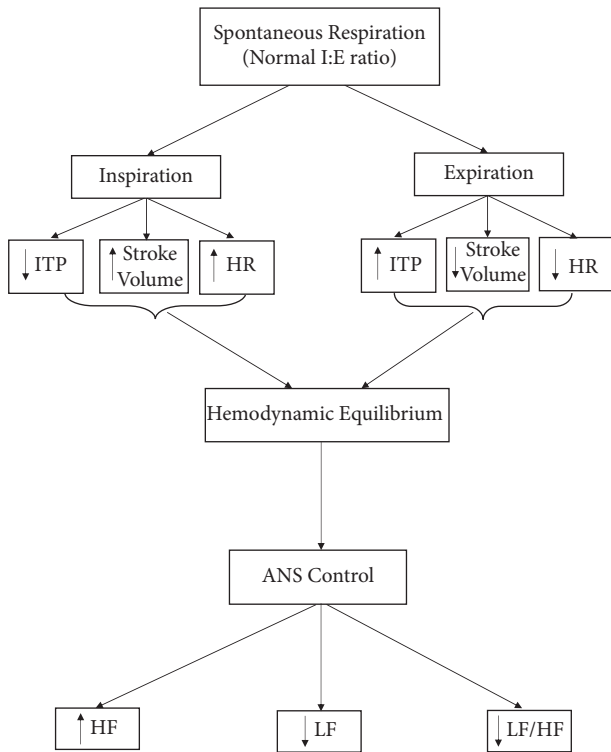 Spontaneous Respiration
(Normal I:E ratio)
Inspiration
Expiration
↓ ITP
↑ Stroke
Volume
↑ HR
↑ ITP
↓ Stroke
Volume
↓ HR
Hemodynamic Equilibrium
ANS Control
↑ HF
↓ LF
↓ LF/HF